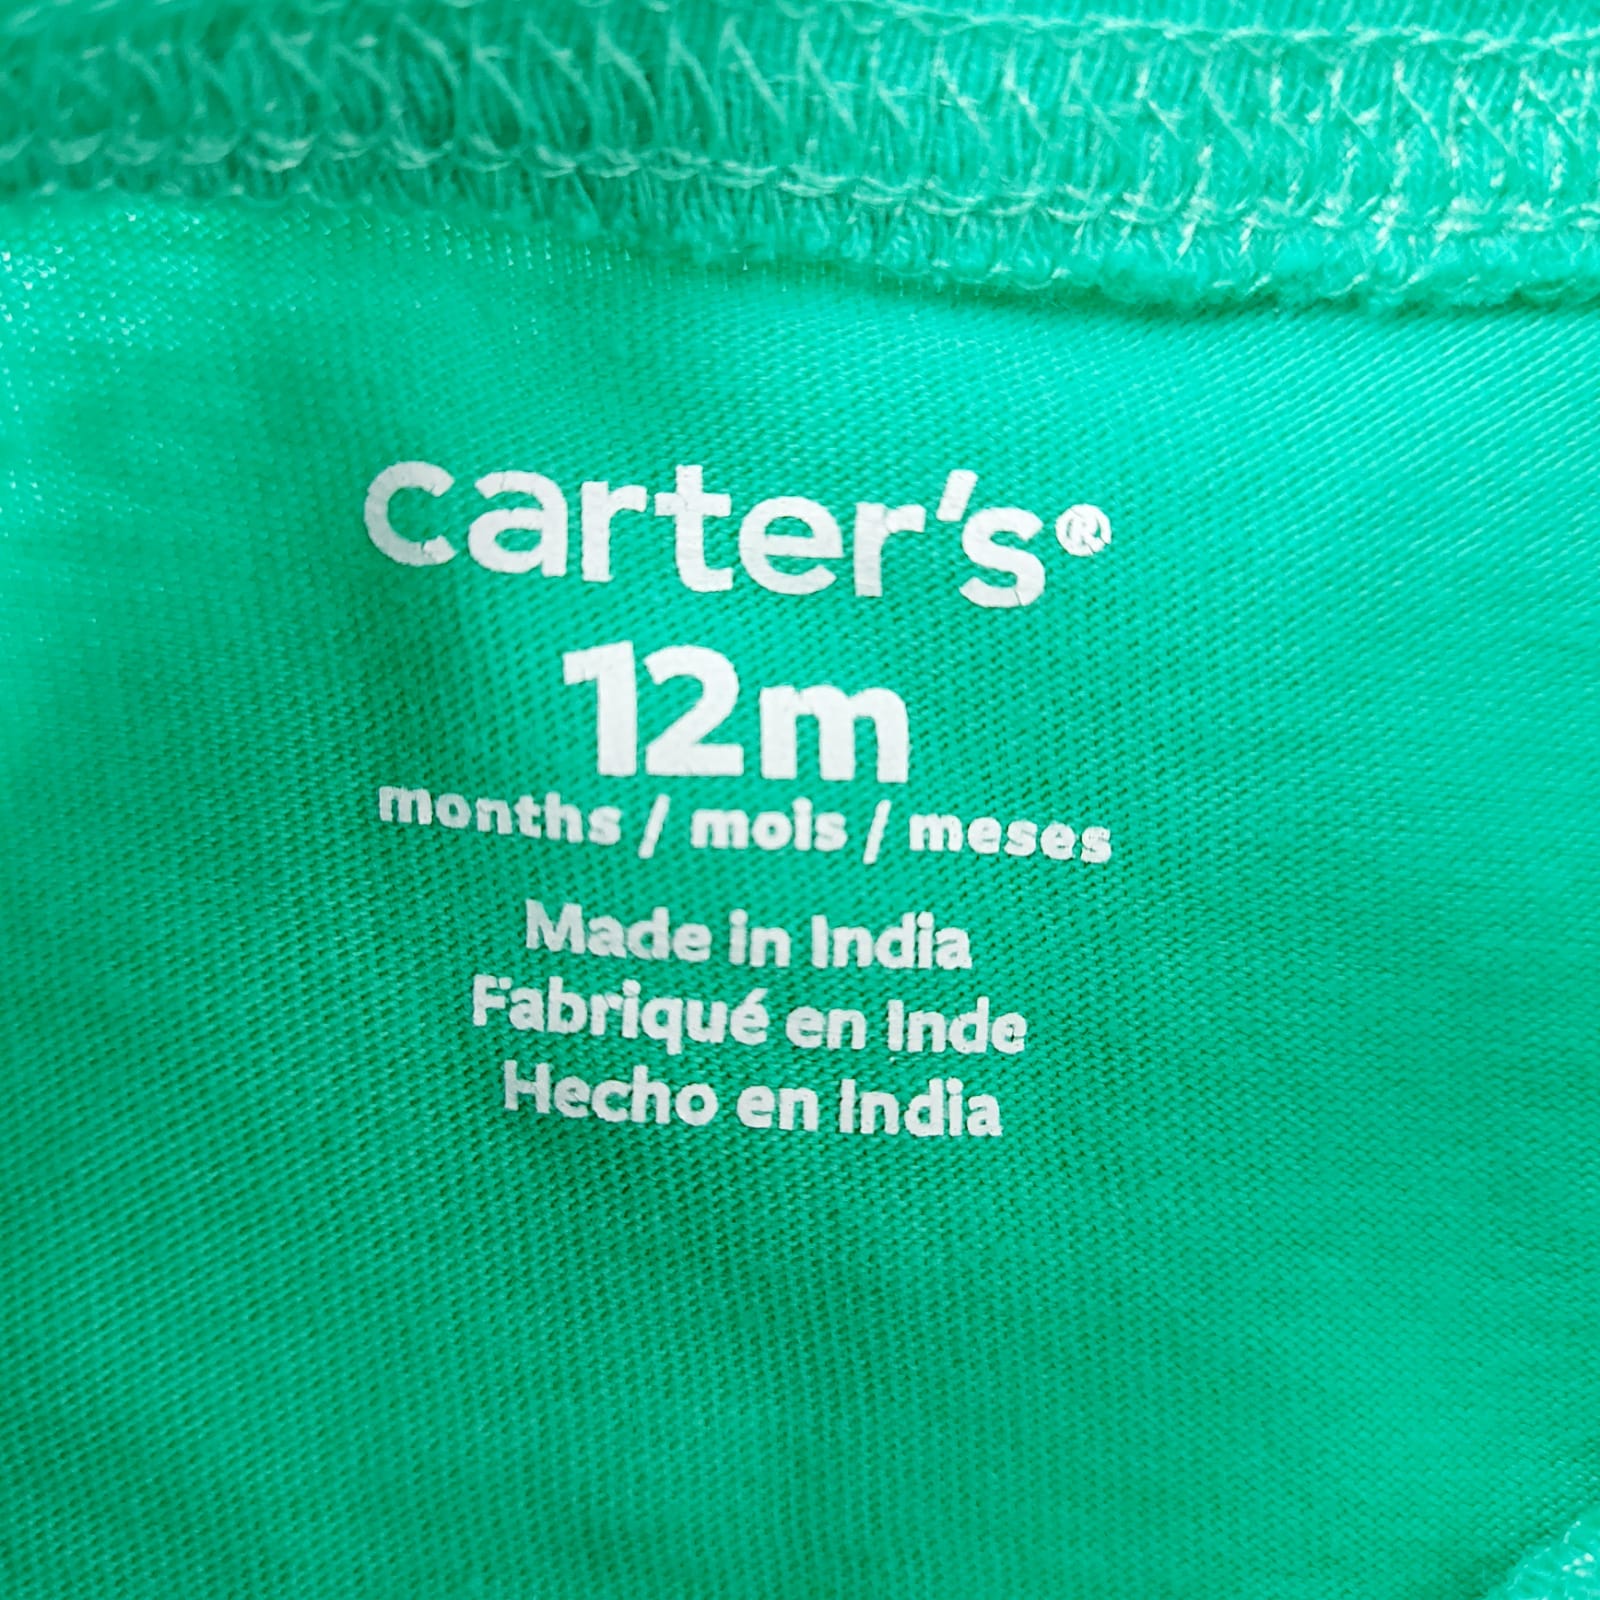 carter's®
12m
months / mois / meses
Made in India
Fabriqué en Inde
Hecho en India